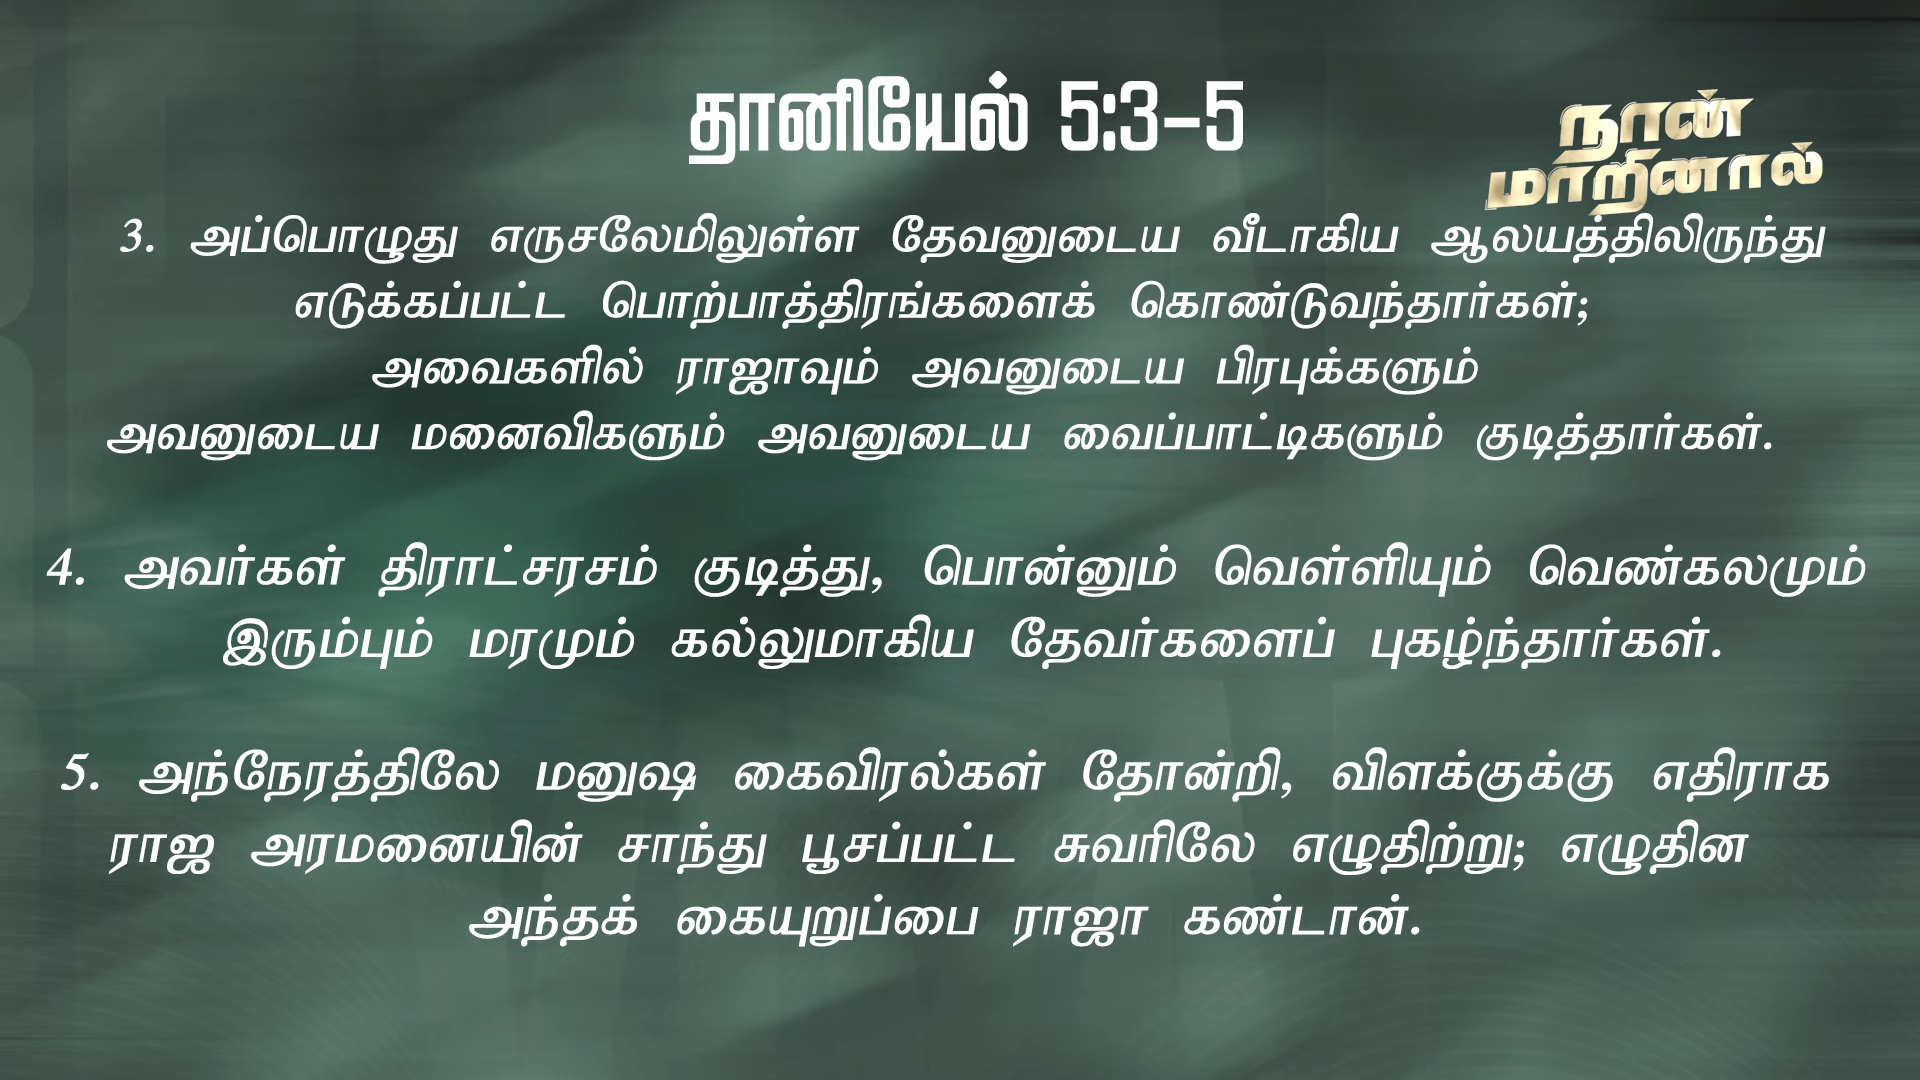 தானியேல் 5:3-5
நான்
மாறினால்
3. அப்பொழுது எருசலேமிலுள்ள தேவனுடைய வீடாகிய ஆலயத்திலிருந்து
எடுக்கப்பட்ட பொற்பாத்திரங்களைக் கொண்டுவந்தார்கள்;
அவைகளில் ராஜாவும் அவனுடைய பிரபுக்களும்
அவனுடைய மனைவிகளும் அவனுடைய வைப்பாட்டிகளும் குடித்தார்கள்.
4. அவர்கள் திராட்சரசம் குடித்து, பொன்னும் வெள்ளியும் வெண்கலமும்
இரும்பும் மரமும் கல்லுமாகிய தேவர்களைப் புகழ்ந்தார்கள்.
5. அந்நேரத்திலே மனுஷ கைவிரல்கள் தோன்றி, விளக்குக்கு எதிராக
ராஜ அரமனையின் சாந்து பூசப்பட்ட சுவரிலே எழுதிற்று; எழுதின
அந்தக் கையுறுப்பை ராஜா கண்டான்.